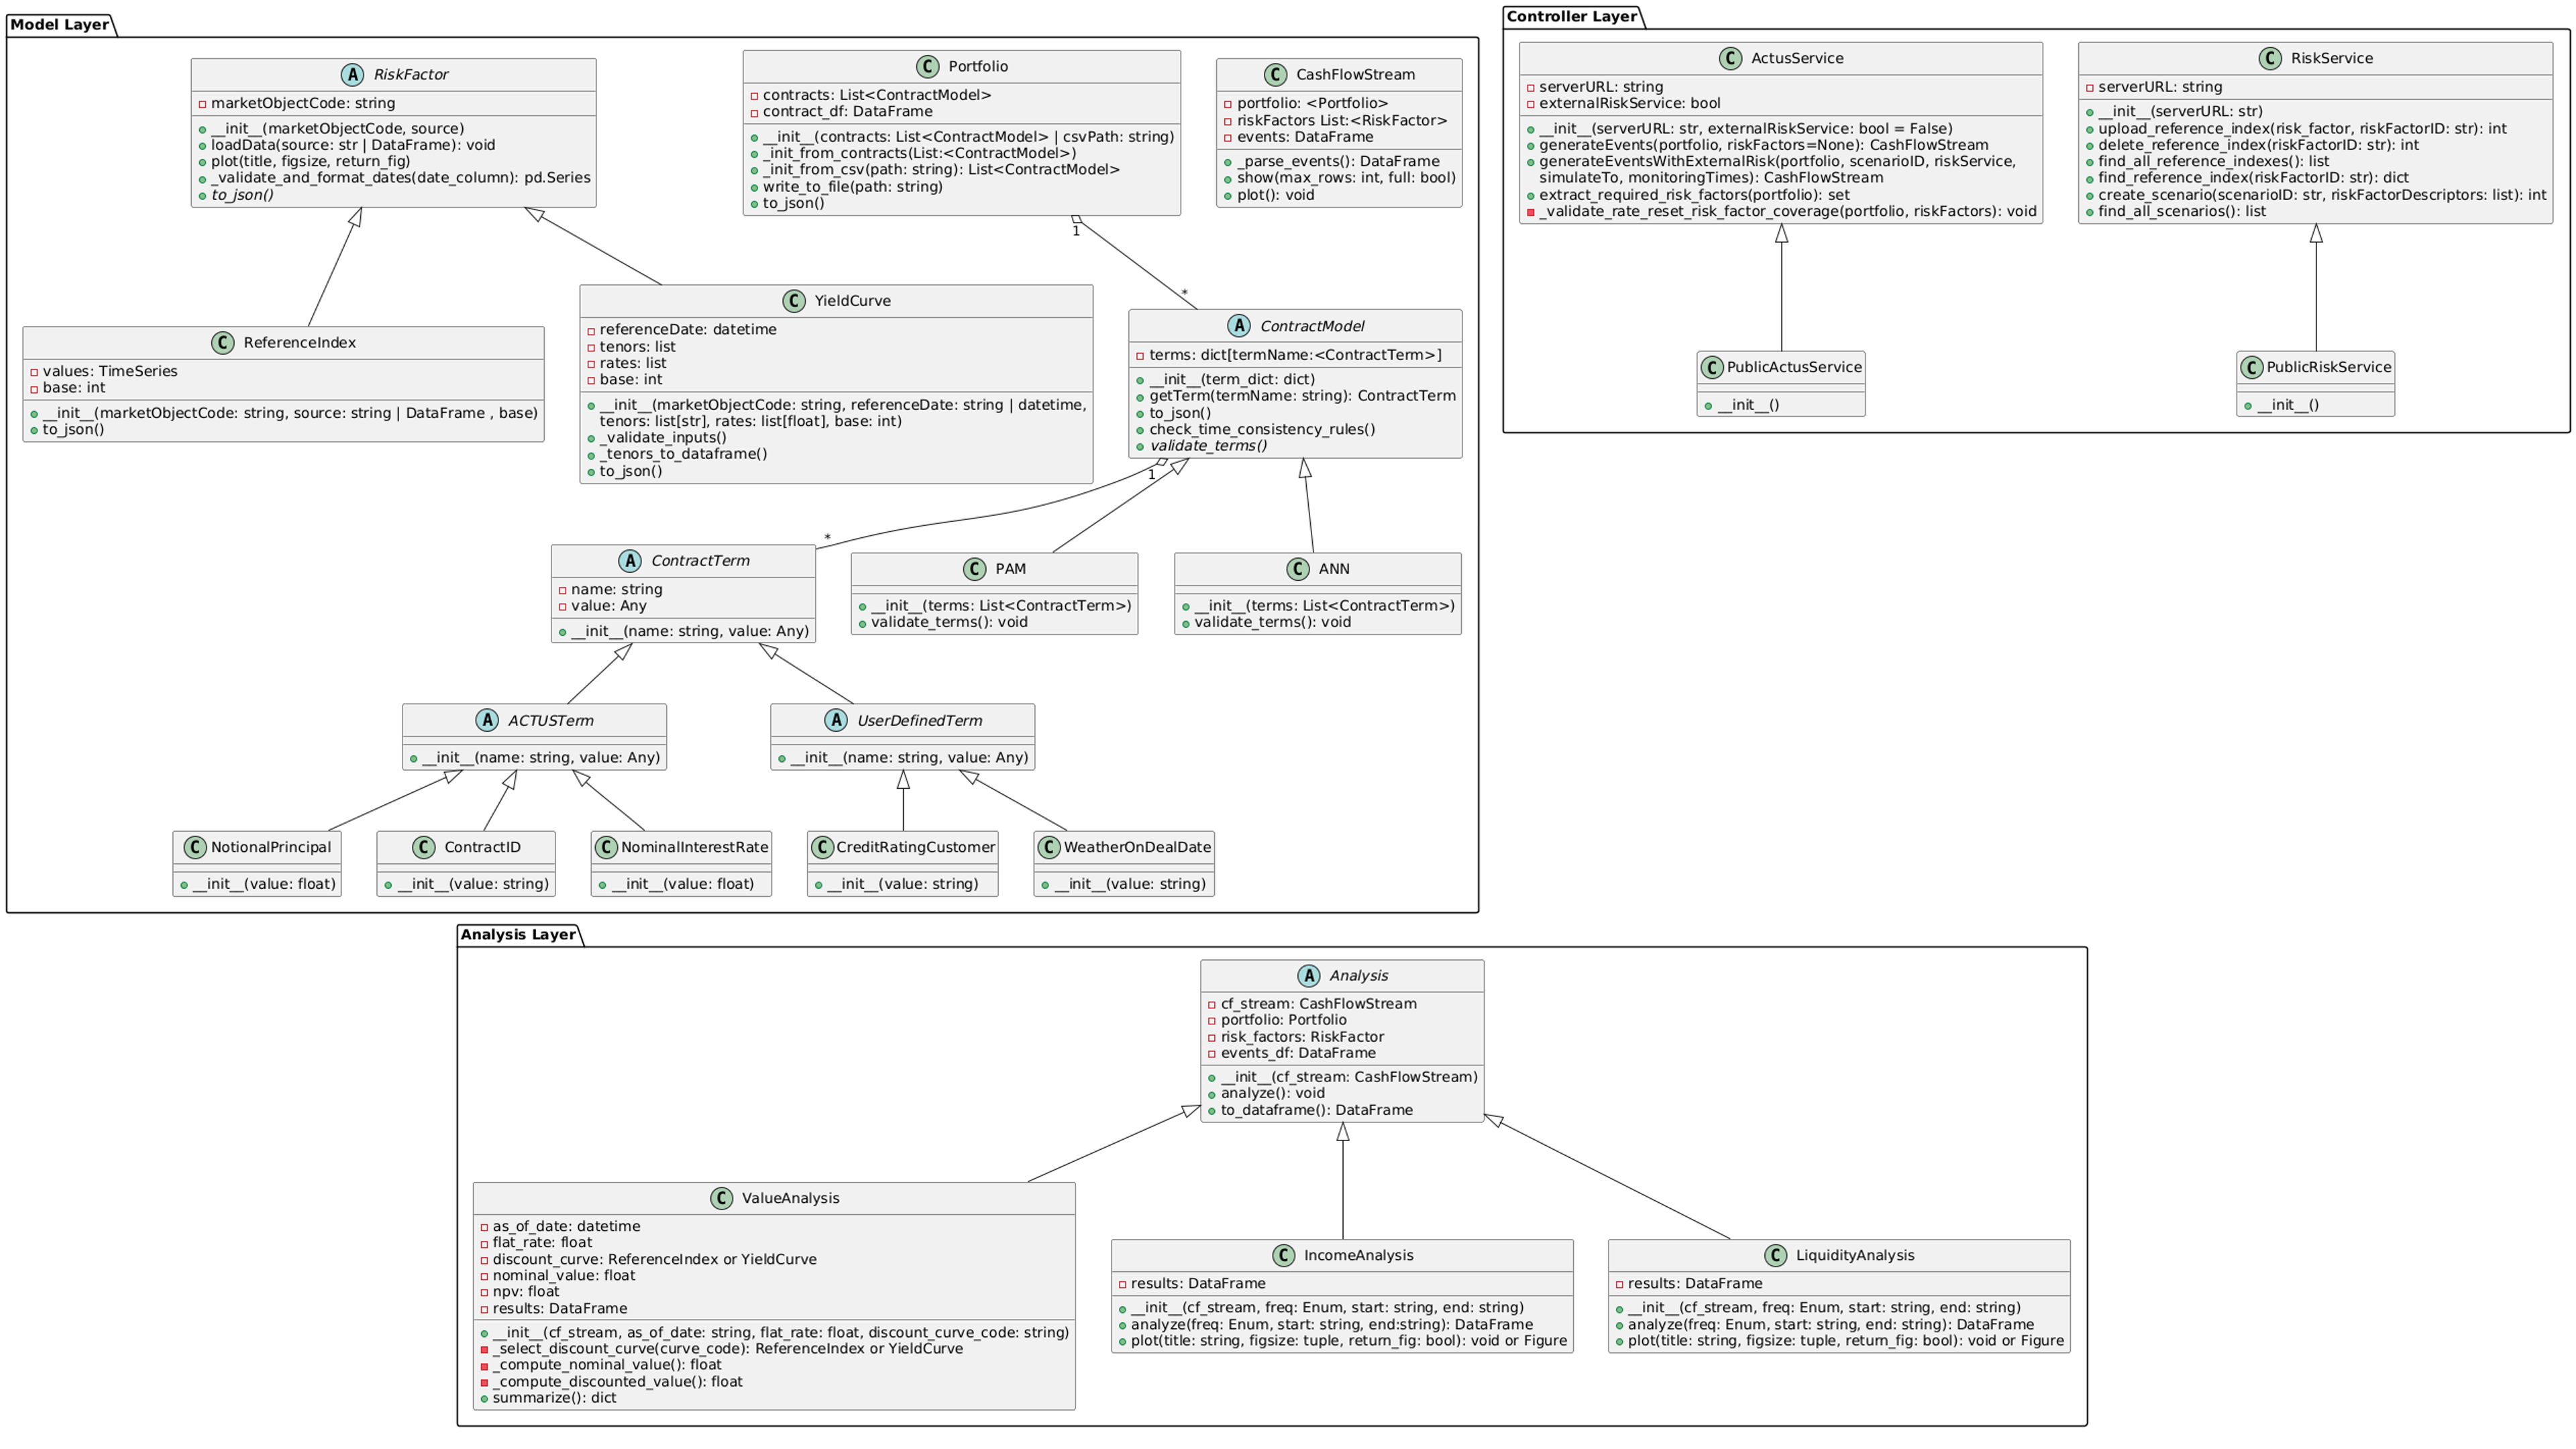 Model Layer
A RiskFactor
marketObjectCode: string
__init__(marketObjectCode, source)
loadData(source: str | DataFrame): void
plot(title, figsize, return_fig)
_validate_and_format_dates(date_column): pd.Series
to_json()
C Portfolio
contracts: List<ContractModel>
contract_df: DataFrame
__init__(contracts: List<ContractModel> | csvPath: string)
_init_from_contracts(List:<ContractModel>)
_init_from_csv(path: string): List<ContractModel>
write_to_file(path: string)
to_json()
C CashFlowStream
portfolio: <Portfolio>
riskFactors List:<RiskFactor>
events: DataFrame
_parse_events(): DataFrame
show(max_rows: int, full: bool)
plot(): void
1
*
C ReferenceIndex
values: TimeSeries
base: int
__init__(marketObjectCode: string, source: string | DataFrame , base)
to_json()
C YieldCurve
referenceDate: datetime
tenors: list
rates: list
base: int
__init__(marketObjectCode: string, referenceDate: string | datetime,
tenors: list[str], rates: list[float], base: int)
_validate_inputs()
_tenors_to_dataframe()
to_json()
A ContractModel
terms: dict[termName:<ContractTerm>]
__init__(term_dict: dict)
getTerm(termName: string): ContractTerm
to_json()
check_time_consistency_rules()
validate_terms()
1
*
A ContractTerm
name: string
value: Any
__init__(name: string, value: Any)
C PAM
__init__(terms: List<ContractTerm>)
validate_terms(): void
C ANN
__init__(terms: List<ContractTerm>)
validate_terms(): void
A ACTUSTerm
__init__(name: string, value: Any)
A UserDefinedTerm
__init__(name: string, value: Any)
C NotionalPrincipal
__init__(value: float)
C ContractID
__init__(value: string)
C NominalInterestRate
__init__(value: float)
C CreditRatingCustomer
__init__(value: string)
C WeatherOnDealDate
__init__(value: string)
Controller Layer
C ActusService
serverURL: string
externalRiskService: bool
__init__(serverURL: str, externalRiskService: bool = False)
generateEvents(portfolio, riskFactors=None): CashFlowStream
generateEventsWithExternalRisk(portfolio, scenarioID, riskService,
simulateTo, monitoringTimes): CashFlowStream
extract_required_risk_factors(portfolio): set
_validate_rate_reset_risk_factor_coverage(portfolio, riskFactors): void
C RiskService
serverURL: string
__init__(serverURL: str)
upload_reference_index(risk_factor, riskFactorID: str): int
delete_reference_index(riskFactorID: str): int
find_all_reference_indexes(): list
find_reference_index(riskFactorID: str): dict
create_scenario(scenarioID: str, riskFactorDescriptors: list): int
find_all_scenarios(): list
C PublicActusService
__init__()
C PublicRiskService
__init__()
Analysis Layer
A Analysis
cf_stream: CashFlowStream
portfolio: Portfolio
risk_factors: RiskFactor
events_df: DataFrame
__init__(cf_stream: CashFlowStream)
analyze(): void
to_dataframe(): DataFrame
C ValueAnalysis
as_of_date: datetime
flat_rate: float
discount_curve: ReferenceIndex or YieldCurve
nominal_value: float
npv: float
results: DataFrame
__init__(cf_stream, as_of_date: string, flat_rate: float, discount_curve_code: string)
_select_discount_curve(curve_code): ReferenceIndex or YieldCurve
_compute_nominal_value(): float
_compute_discounted_value(): float
summarize(): dict
C IncomeAnalysis
results: DataFrame
__init__(cf_stream, freq: Enum, start: string, end: string)
analyze(freq: Enum, start: string, end:string): DataFrame
plot(title: string, figsize: tuple, return_fig: bool): void or Figure
C LiquidityAnalysis
results: DataFrame
__init__(cf_stream, freq: Enum, start: string, end: string)
analyze(freq: Enum, start: string, end: string): DataFrame
plot(title: string, figsize: tuple, return_fig: bool): void or Figure